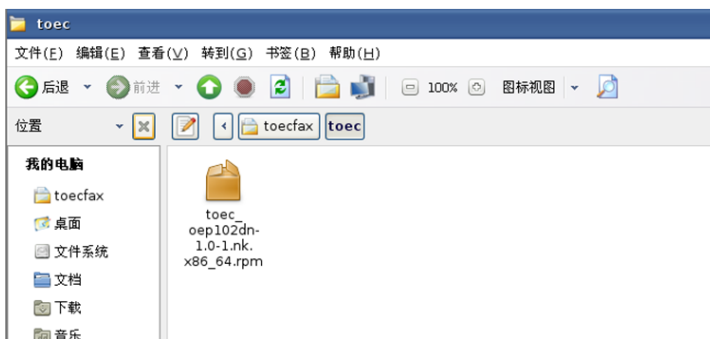 toec
文件(F) 编辑(E) 查看(V) 转到(G) 书签(B) 帮助(H)
后退 前进 100% 图标视图
位置 toecfax toec
我的电脑
toecfax
桌面
文件系统
文档
下载
音乐
toec_
oep102dn-
1.0-1.nk.
x86_64.rpm